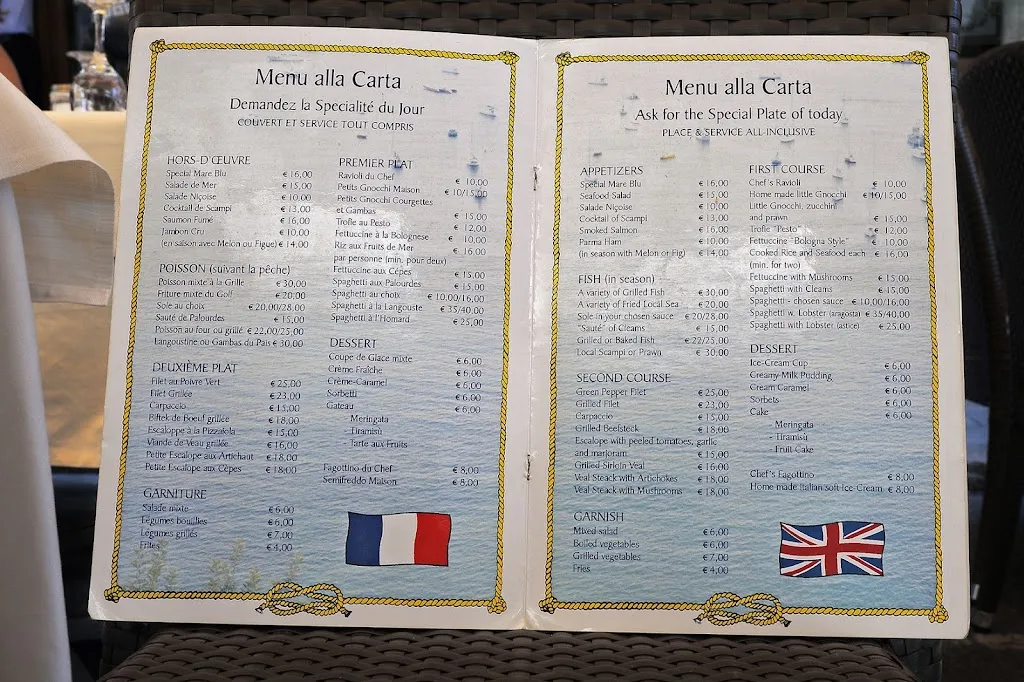 Menu alla Carta
Demandez la Specialité du Jour
COUVERT ET SERVICE TOUT COMPRIS
HORS-D'ŒUVRE
Special Mare Blu € 16,00
Salade de Mer € 15,00
Salade Niçoise € 10,00
Cocktail de Scampi € 13,00
Saumon Fumé € 16,00
Jambon Cru € 10,00
(en saison avec Melon ou Figue) € 14,00
POISSON (suivant la pêche)
Poisson mixte à la Grille € 30,00
Friture mixte du Golf € 20,00
Sole au choix € 20,00/28,00
Sauté de Palourdes € 15,00
Poisson au four ou grillé € 22,00/25,00
Langoustine ou Gambas du Pais € 30,00
DEUXIÈME PLAT
Filet au Poivre Vert € 25,00
Filet Grillée € 23,00
Carpaccio € 15,00
Biftek de Boeuf grillée € 18,00
Escaloppe à la Pizzaiola € 15,00
Viande de Veau grillée € 16,00
Petite Escalope aux Artichaut € 18,00
Petite Escalope aux Cèpes € 18,00
GARNITURE
Salade mixte € 6,00
Légumes bouillies € 6,00
Légumes grillés € 7,00
Frites € 4,00
PREMIER PLAT
Ravioli du Chef € 10,00
Petits Gnocchi Maison € 10/15,00
Petits Gnocchi Courgettes
et Gambas € 15,00
Trofie au Pesto € 12,00
Fettuccine à la Bolognese € 10,00
Riz aux Fruits de Mer € 16,00
par personne (min. pour deux)
Fettuccine aux Cèpes € 15,00
Spaghetti aux Palourdes € 15,00
Spaghetti au choix € 10,00/16,00
Spaghetti à la Langouste € 35/40,00
Spaghetti à l'Homard € 25,00
DESSERT
Coupe de Glace mixte € 6,00
Crème Fraîche € 6,00
Crème-Caramel € 6,00
Sorbetti € 6,00
Gateau € 6,00
- Meringata
- Tiramisù
- Tarte aux Fruits
Fagottino du Chef € 8,00
Semifreddo Maison € 8,00
Menu alla Carta
Ask for the Special Plate of today
PLACE & SERVICE ALL-INCLUSIVE
APPETIZERS
Special Mare Blu € 16,00
Seafood Salad € 15,00
Salade Niçoise € 10,00
Cocktail of Scampi € 13,00
Smoked Salmon € 16,00
Parma Ham € 10,00
(in season with Melon or Fig) € 14,00
FISH (in season)
A variety of Grilled Fish € 30,00
A variety of Fried Local Sea € 20,00
Sole in your chosen sauce € 20/28,00
"Sauté" of Cleams € 15,00
Grilled or Baked Fish € 22/25,00
Local Scampi or Prawn € 30,00
SECOND COURSE
Green Pepper Filet € 25,00
Grilled Filet € 23,00
Carpaccio € 15,00
Grilled Beefsteck € 18,00
Escalope with peeled tomatoes, garlic
and marjoram € 15,00
Grilled Sirloin Veal € 16,00
Veal Steack with Artichokes € 18,00
Veal Steack with Mushrooms € 18,00
GARNISH
Mixed salad € 6,00
Boiled vegetables € 6,00
Grilled vegetables € 7,00
Fries € 4,00
FIRST COURSE
Chef's Ravioli € 10,00
Home made little Gnocchi € 10/15,00
Little Gnocchi, zucchini
and prawn € 15,00
Trofie "Pesto" € 12,00
Fettuccine "Bologna Style" € 10,00
Cooked Rice and Seafood each € 16,00
(min. for two)
Fettuccine with Mushrooms € 15,00
Spaghetti with Cleams € 15,00
Spaghetti - chosen sauce € 10,00/16,00
Spaghetti w. Lobster (aragosta) € 35/40,00
Spaghetti with Lobster (astice) € 25,00
DESSERT
Ice-Cream Cup € 6,00
Creamy Milk Pudding € 6,00
Cream Caramel € 6,00
Sorbets € 6,00
Cake € 6,00
- Meringata
- Tiramisù
- Fruit Cake
Chef's Fagottino € 8,00
Home made Italian Soft Ice-Cream € 8,00